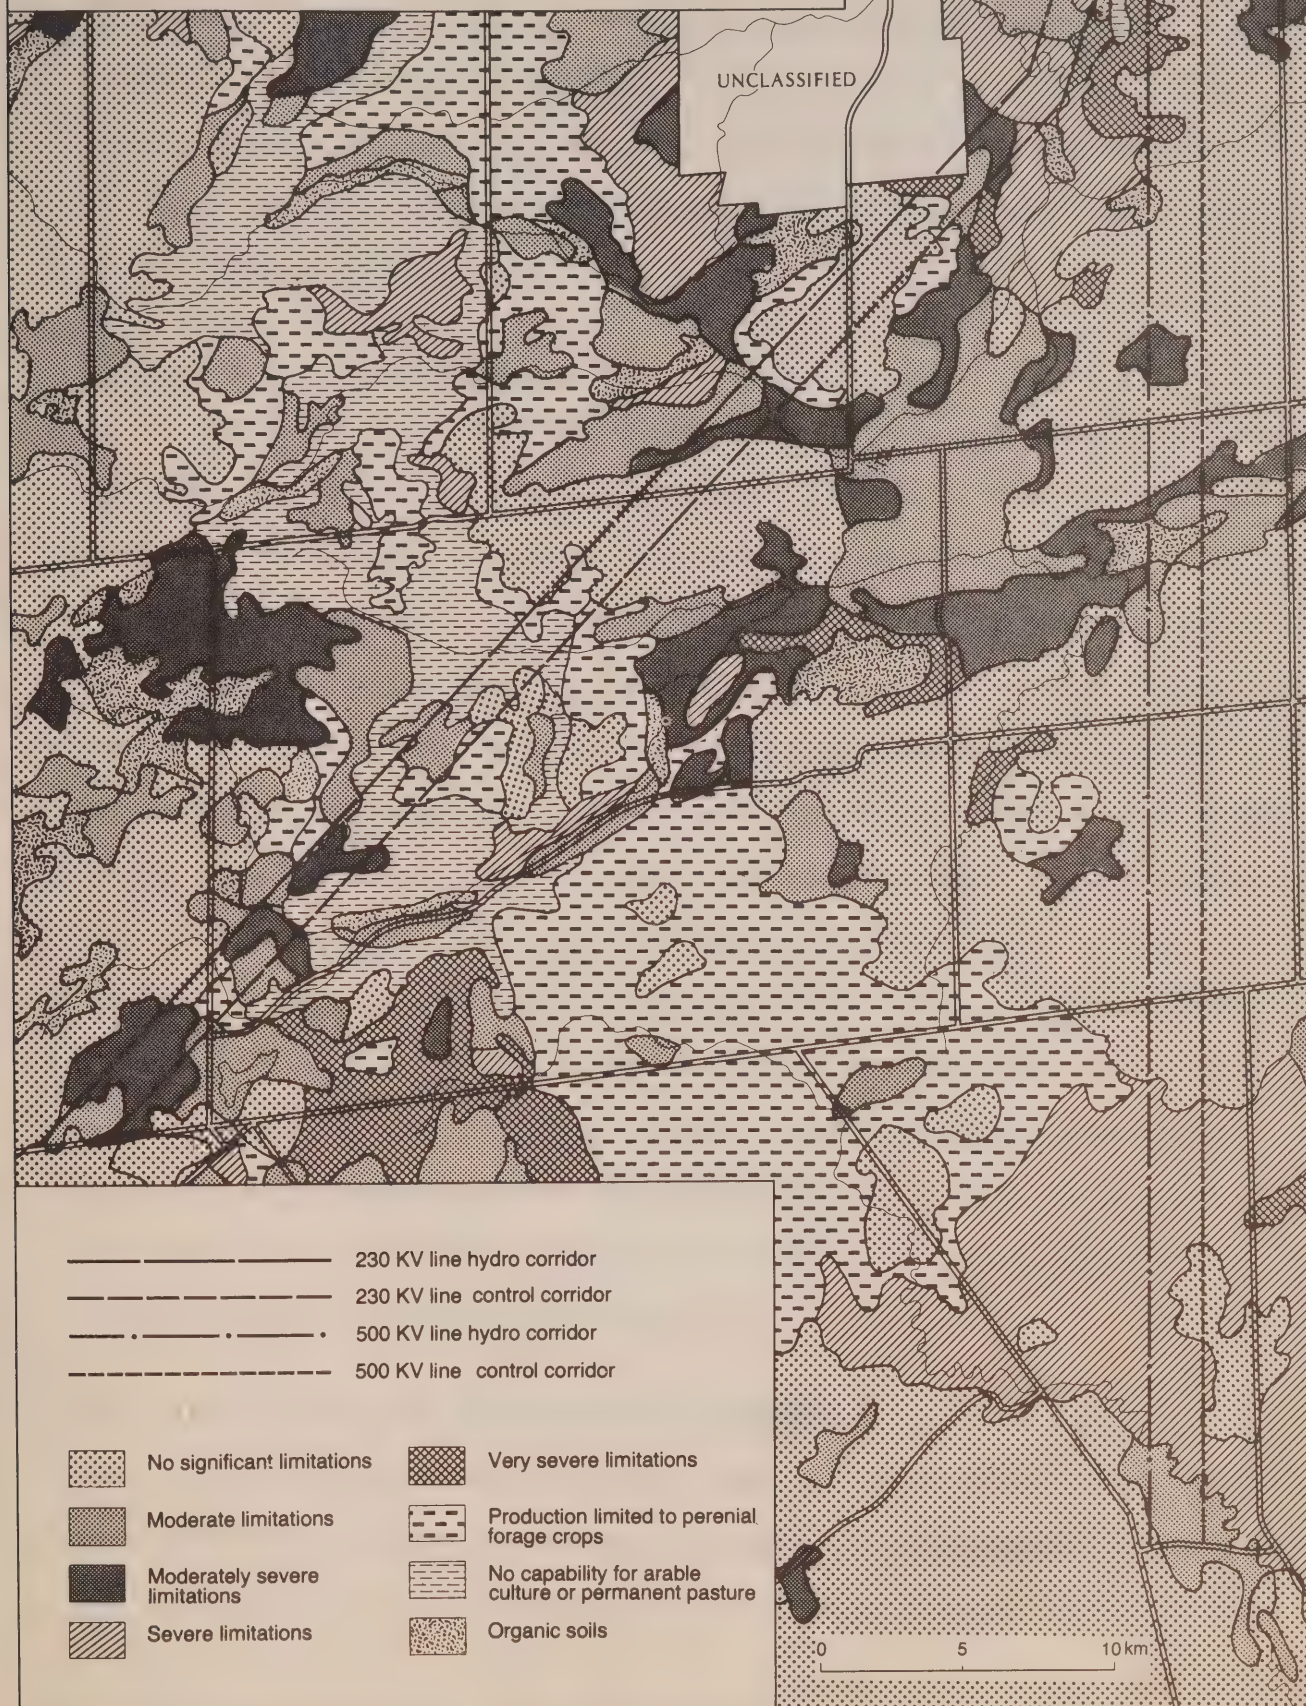 UNCLASSIFIED
230 KV line hydro corridor
230 KV line control corridor
500 KV line hydro corridor
500 KV line control corridor
No significant limitations
Moderate limitations
Moderately severe
limitations
Severe limitations
Very severe limitations
Production limited to perenial
forage crops
No capability for arable
culture or permanent pasture
Organic soils
0 5 10 km